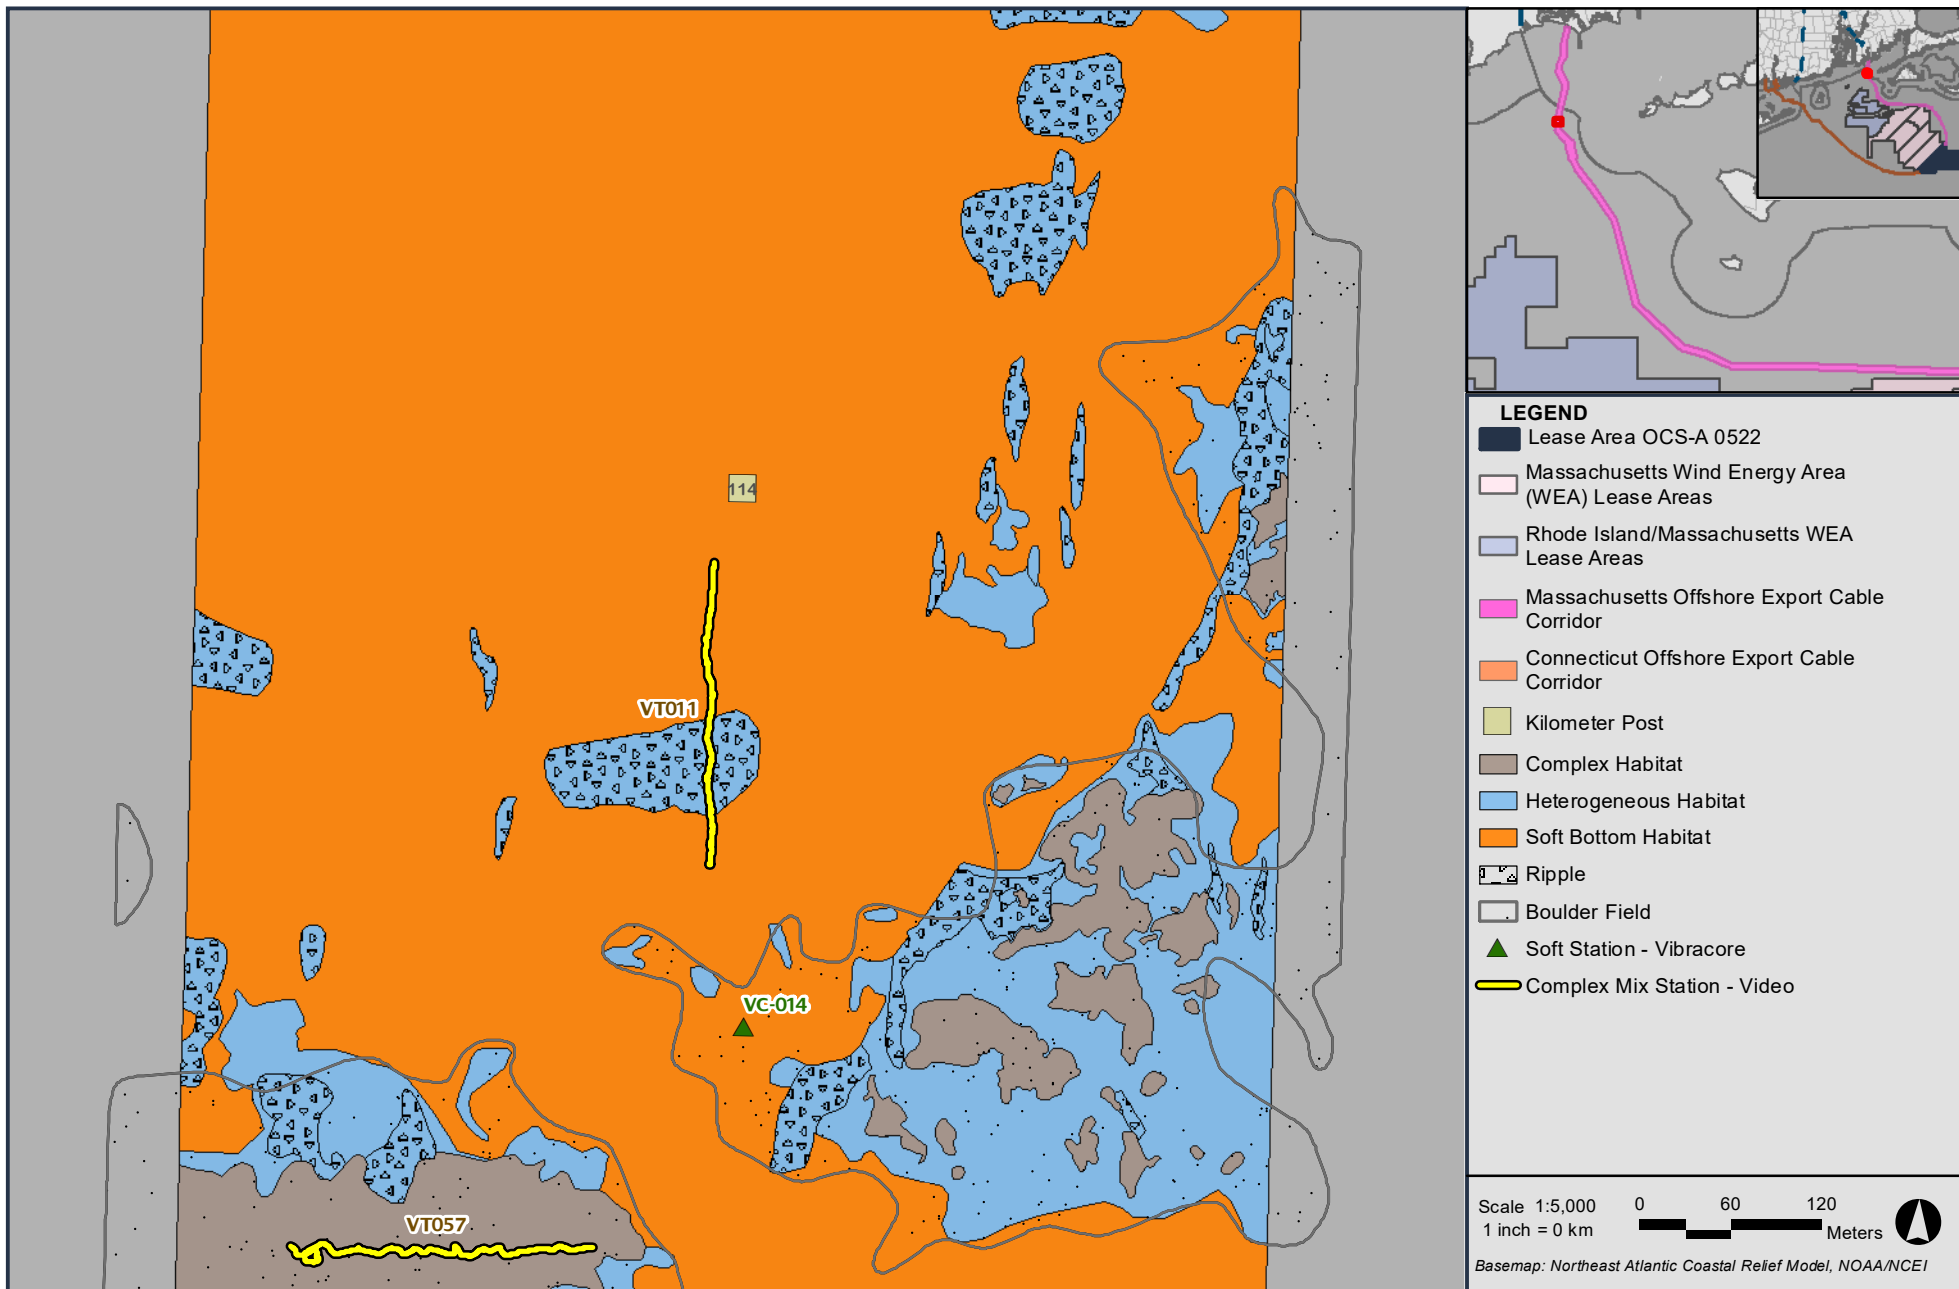 114
VT011
VC-014
VT057
LEGEND
Lease Area OCS-A 0522
Massachusetts Wind Energy Area
(WEA) Lease Areas
Rhode Island/Massachusetts WEA
Lease Areas
Massachusetts Offshore Export Cable
Corridor
Connecticut Offshore Export Cable
Corridor
Kilometer Post
Complex Habitat
Heterogeneous Habitat
Soft Bottom Habitat
Ripple
Boulder Field
Soft Station - Vibracore
Complex Mix Station - Video
Scale 1:5,000
1 inch = 0 km
0 60 120
Meters
Basemap: Northeast Atlantic Coastal Relief Model, NOAA/NCEI